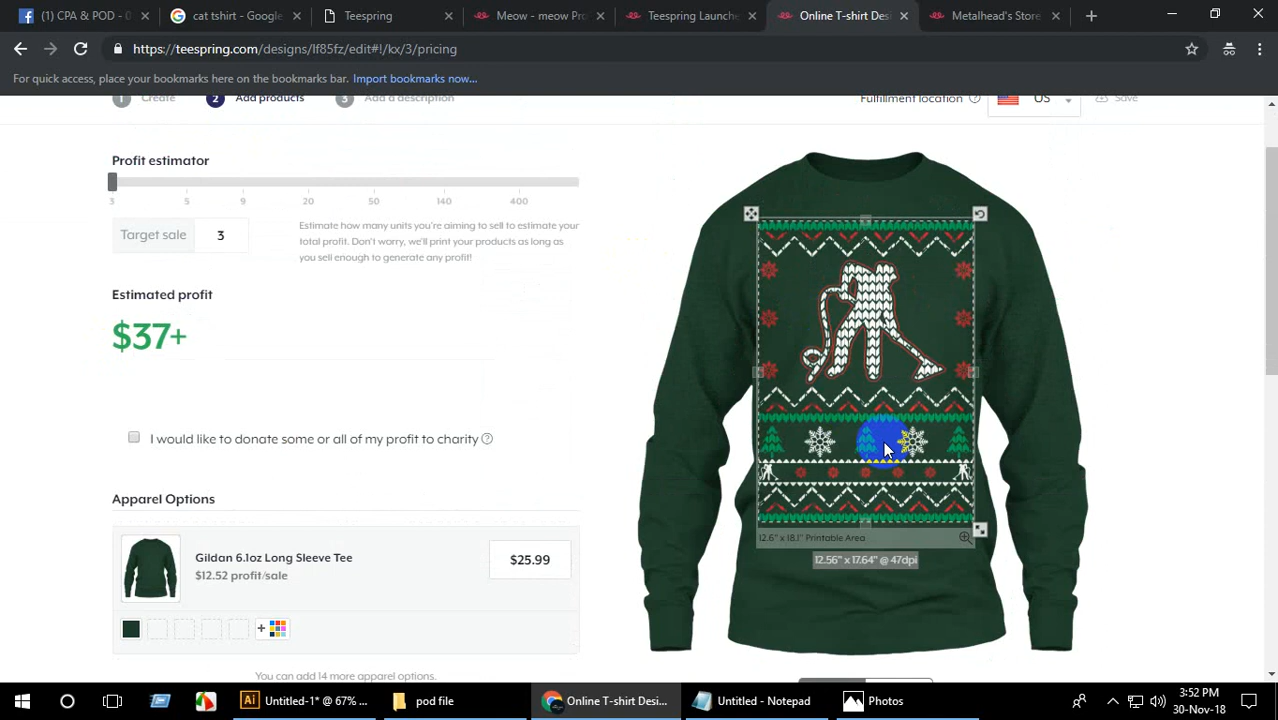 (1) CPA & POD - 0
cat tshirt - Google
Teespring
Meow - meow Pro
Teespring Launche
Online T-shirt Desi
Metalhead's Store
https://teespring.com/designs/lf85fz/edit#!/kx/3/pricing
For quick access, place your bookmarks here on the bookmarks bar. Import bookmarks now...
1 Create 2 Add products 3 Add a description
Fulfillment location ? US Save
Profit estimator
3 5 9 20 50 140 400
Target sale 3
Estimate how many units you're aiming to sell to estimate your
total profit. Don't worry, we'll print your products as long as
you sell enough to generate any profit!
Estimated profit
$37+
I would like to donate some or all of my profit to charity ?
Apparel Options
Gildan 6.1oz Long Sleeve Tee
$12.52 profit/sale
$25.99
+
You can add 14 more apparel options.
12.6" x 18.1" Printable Area
12.56" x 17.64" @ 47dpi
Untitled-1* @ 67% ...
pod file
Online T-shirt Desi...
Untitled - Notepad
Photos
3:52 PM
30-Nov-18